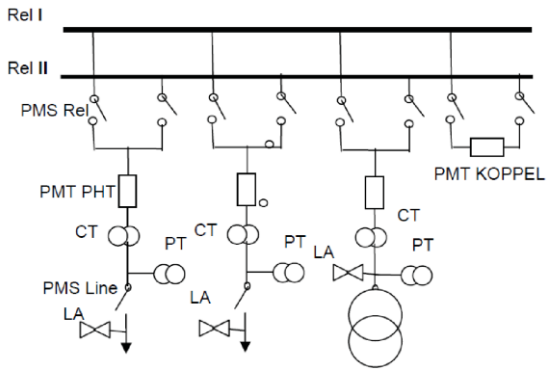 Rel I
Rel II
PMS Rel
PMT PHT
PMT KOPPEL
CT
PT
CT
PT
CT
PT
LA
PMS Line
LA
LA